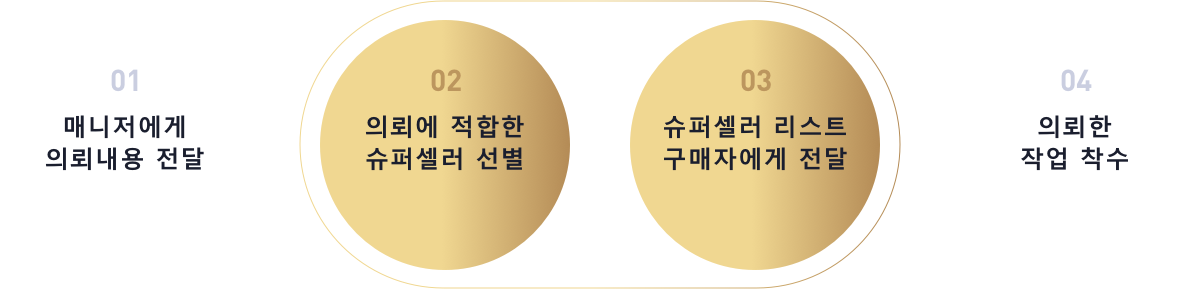 01
매니저에게
의뢰내용 전달
02
의뢰에 적합한
슈퍼셀러 선별
03
슈퍼셀러 리스트
구매자에게 전달
04
의뢰한
작업 착수